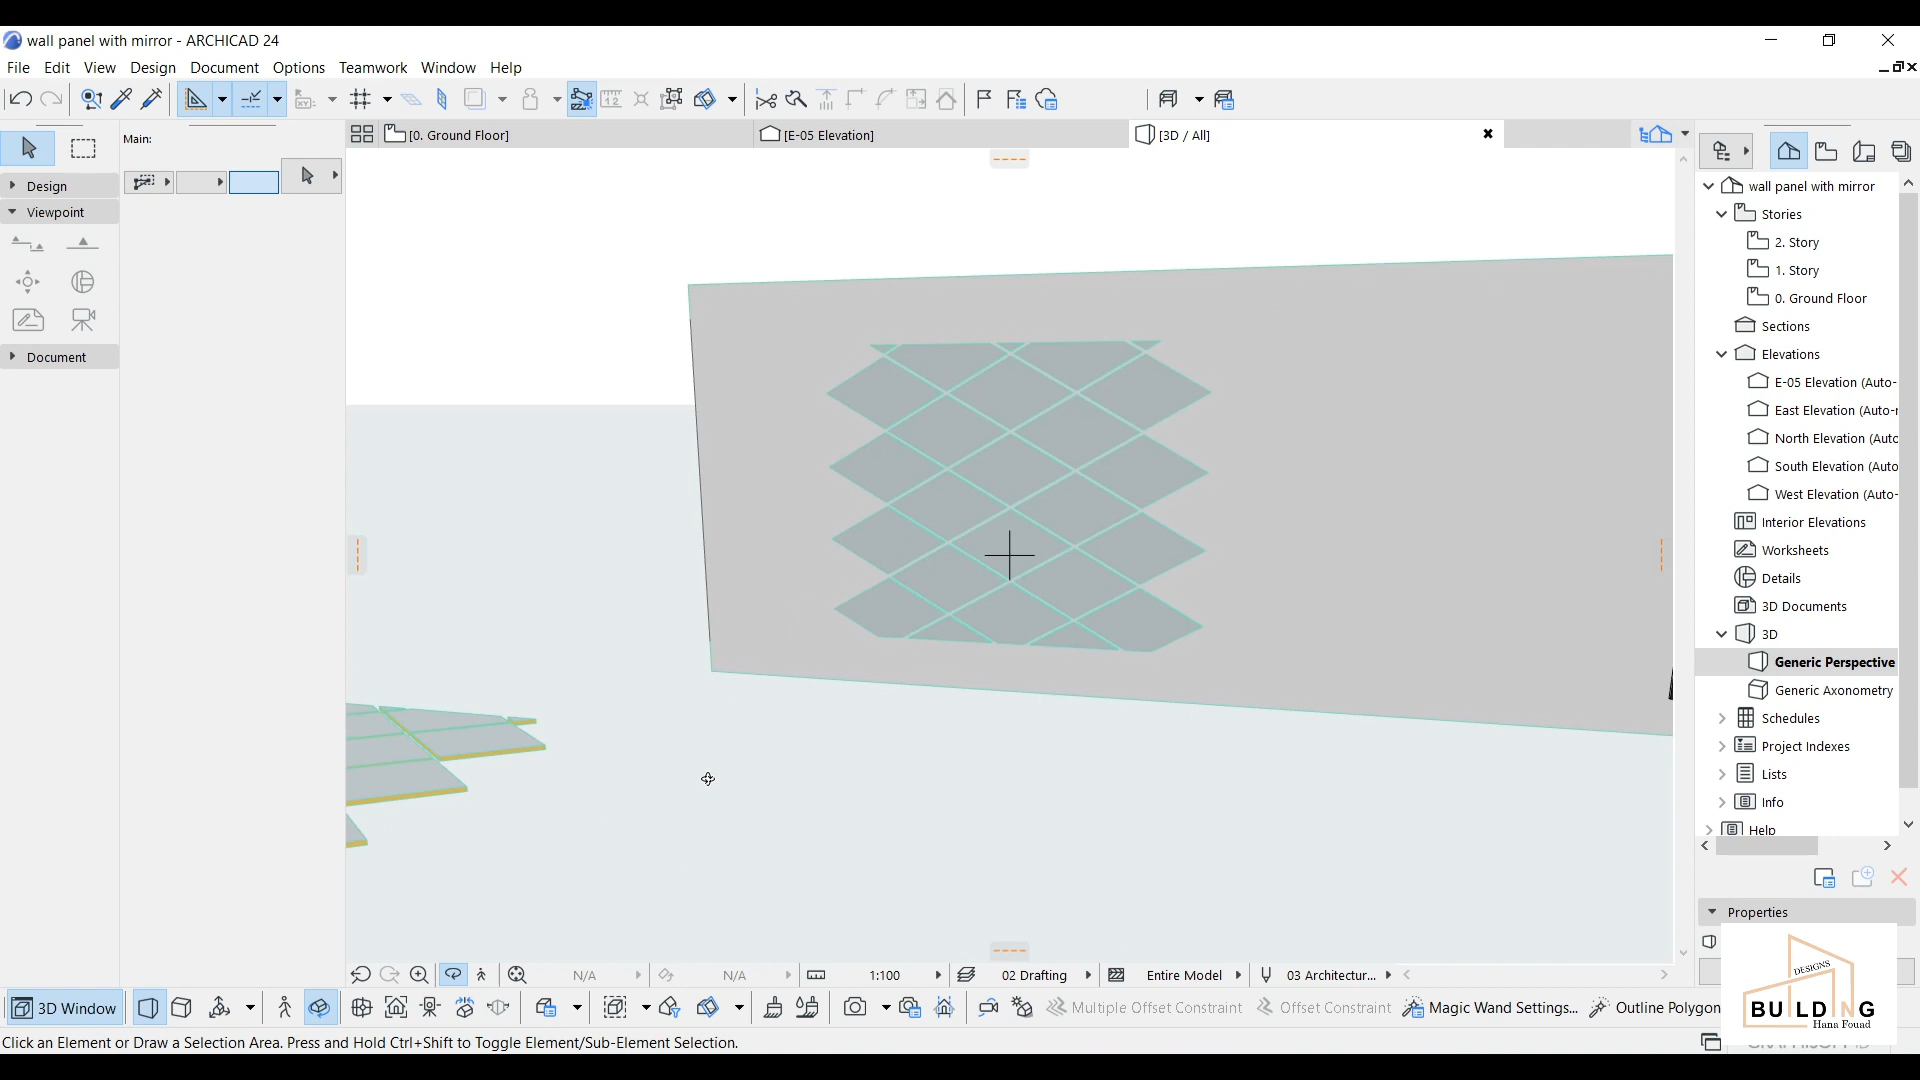 wall panel with mirror - ARCHICAD 24
File Edit View Design Document Options Teamwork Window Help
Main:
[0. Ground Floor]
[E-05 Elevation]
[3D / All]
Design
Viewpoint
Document
wall panel with mirror
Stories
2. Story
1. Story
0. Ground Floor
Sections
Elevations
E-05 Elevation (Auto-
East Elevation (Auto-r
North Elevation (Auto
South Elevation (Auto
West Elevation (Auto-
Interior Elevations
Worksheets
Details
3D Documents
3D
Generic Perspective
Generic Axonometry
Schedules
Project Indexes
Lists
Info
Help
Properties
N/A N/A 1:100 02 Drafting Entire Model 03 Architectur...
3D Window Multiple Offset Constraint Offset Constraint Magic Wand Settings... Outline Polygon
Click an Element or Draw a Selection Area. Press and Hold Ctrl+Shift to Toggle Element/Sub-Element Selection.
DESIGNS
BUILDING
Hana Fouad